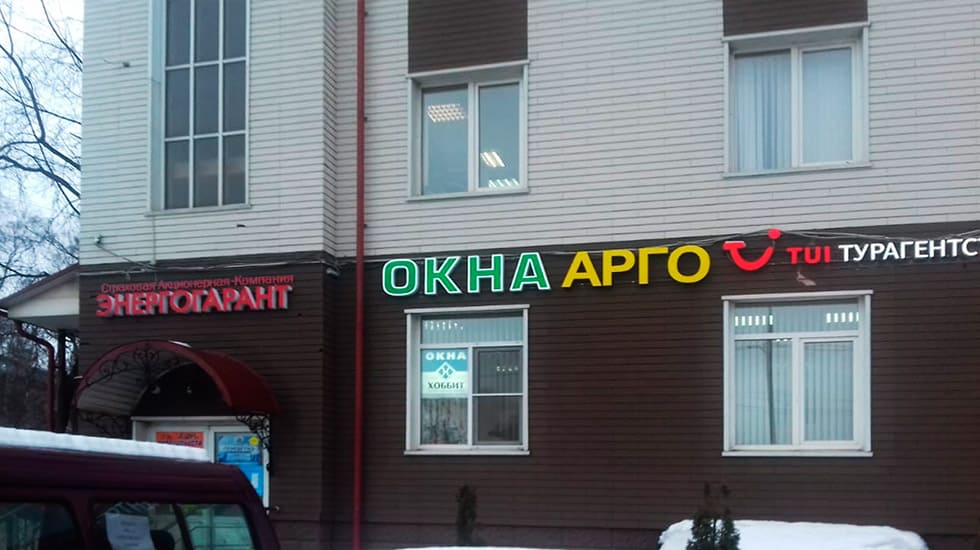 Страховая Акционерная Компания
ЭНЕРГОГАРАНТ
ОКНА АРГО
TUI ТУРАГЕНТС
ОКНА
ХОББИТ